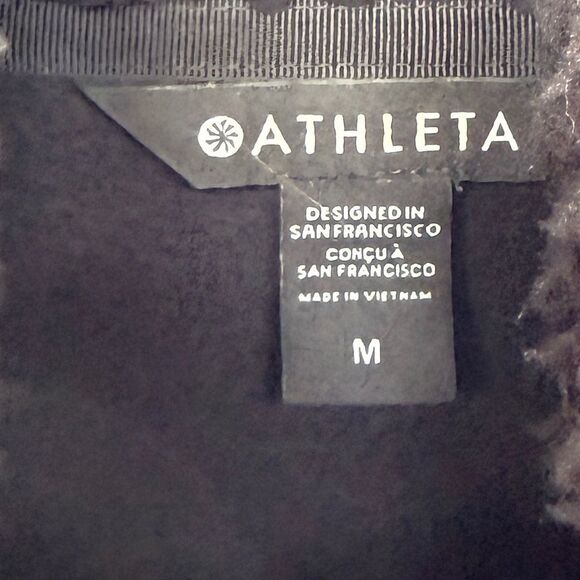 ATHLETA
DESIGNED IN
SAN FRANCISCO
CONÇU À
SAN FRANCISCO
MADE IN VIETNAM
M